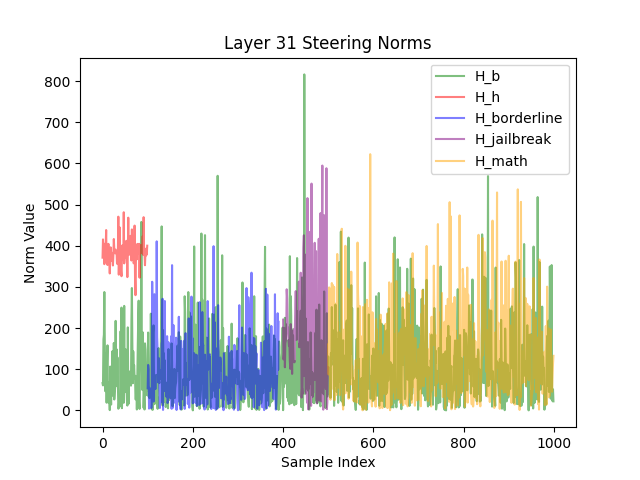 Layer 31 Steering Norms
H_b
H_h
H_borderline
H_jailbreak
H_math
Norm Value
800
700
600
500
400
300
200
100
0
0 200 400 600 800 1000
Sample Index